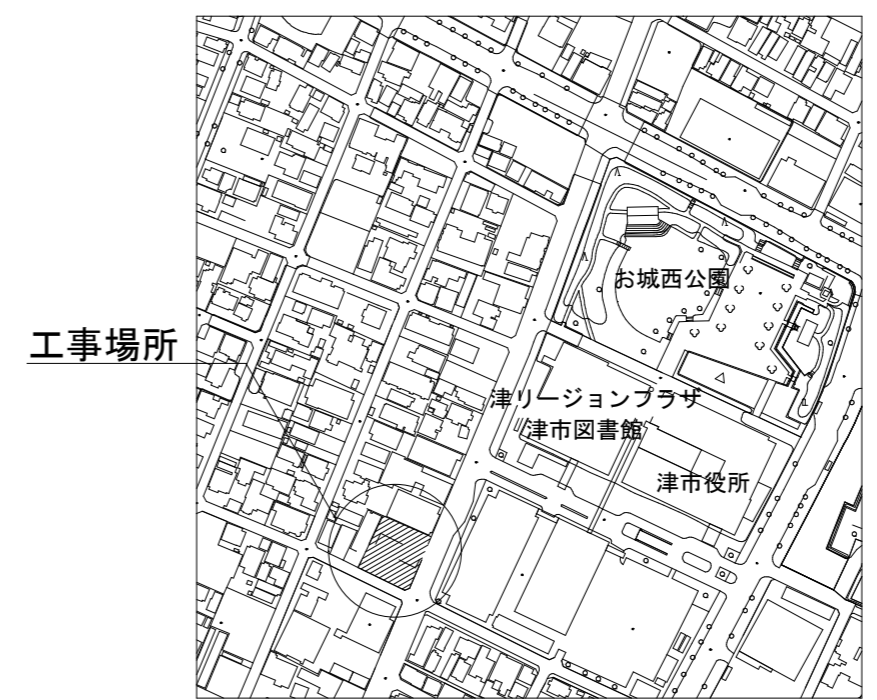 お城西公園
工事場所
津リージョンプラザ
津市図書館
津市役所